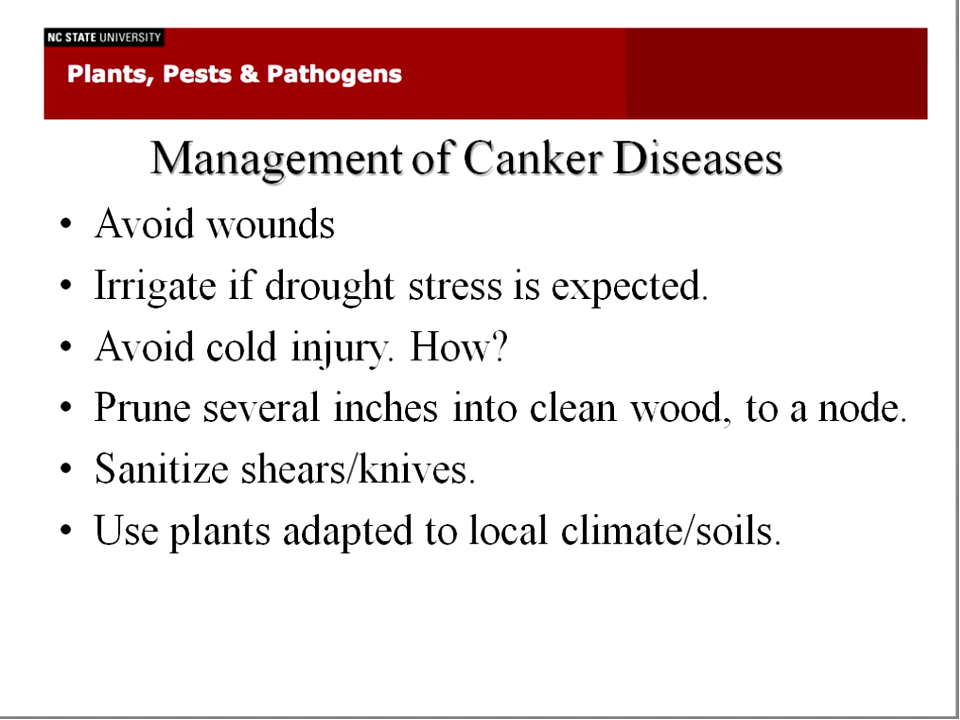 NC STATE UNIVERSITY
Plants, Pests & Pathogens
Management of Canker Diseases
• Avoid wounds
• Irrigate if drought stress is expected.
• Avoid cold injury. How?
• Prune several inches into clean wood, to a node.
• Sanitize shears/knives.
• Use plants adapted to local climate/soils.